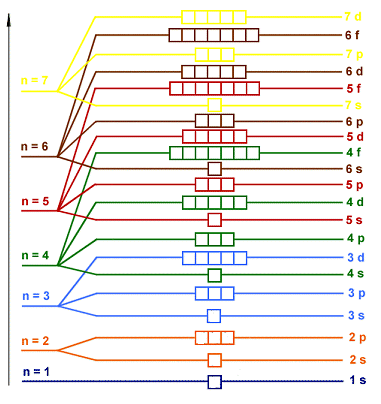 7 d
6 f
7 p
6 d
n = 7
5 f
7 s
6 p
5 d
n = 6
4 f
6 s
5 p
n = 5
4 d
5 s
4 p
n = 4
3 d
4 s
n = 3
3 p
3 s
n = 2
2 p
2 s
n = 1
1 s